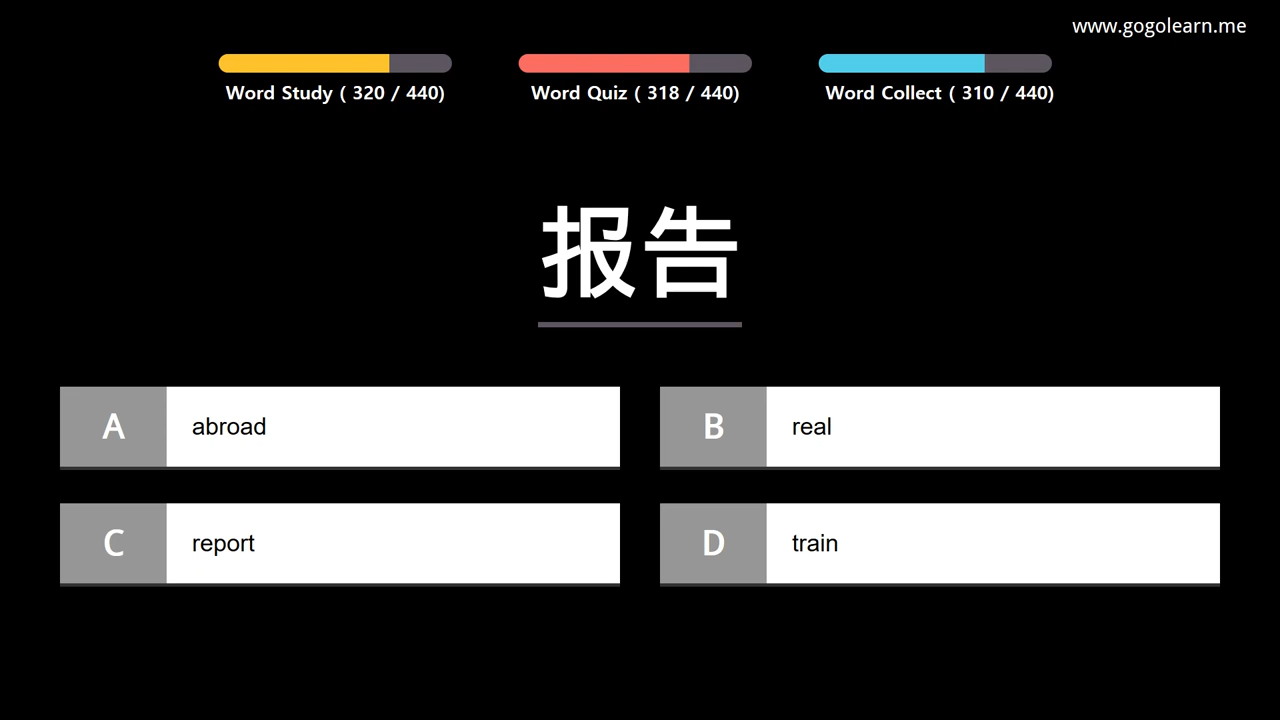 www.gogolearn.me
Word Study ( 320 / 440)
Word Quiz ( 318 / 440)
Word Collect ( 310 / 440)
报告
A abroad
B real
C report
D train